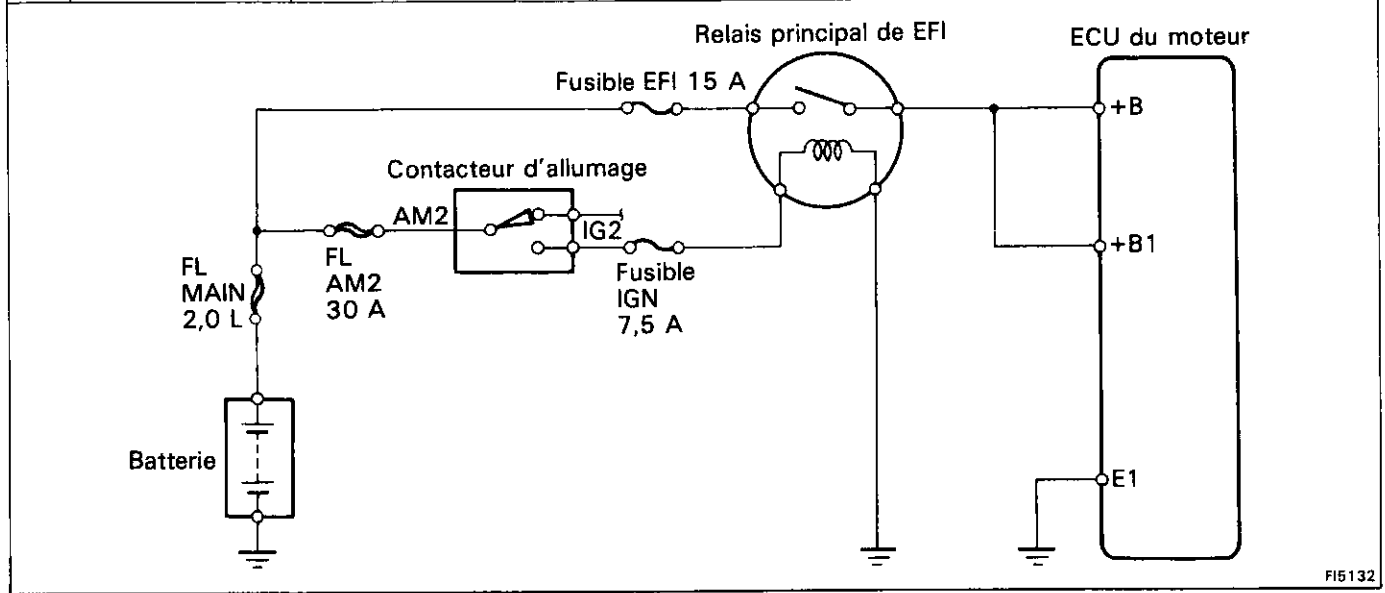 Relais principal de EFI
ECU du moteur
Fusible EFI 15 A
+B
Contacteur d'allumage
AM2
IG2
+B1
FL
MAIN
2,0 L
FL
AM2
30 A
Fusible
IGN
7,5 A
Batterie
E1
FI5132